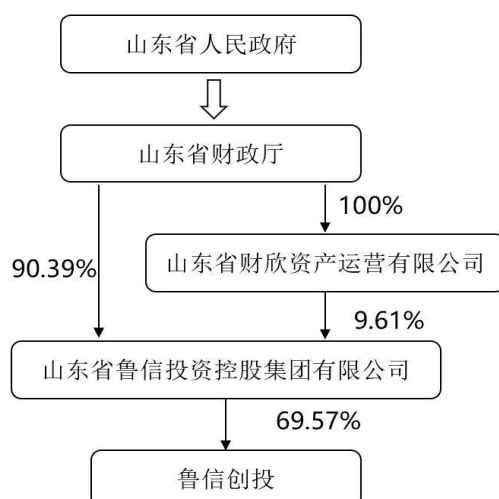 山东省人民政府
山东省财政厅
100%
山东省财欣资产运营有限公司
90.39%
9.61%
山东省鲁信投资控股集团有限公司
69.57%
鲁信创投